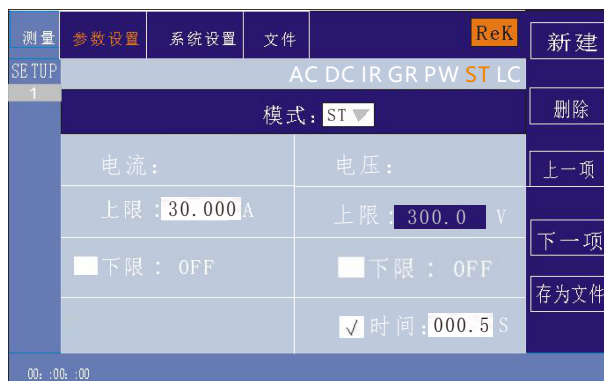 测量 参数设置 系统设置 文件 ReK 新建
SETUP AC DC IR GR PW ST LC
1
模式：ST
删除
电流： 电压：
上一项
上限：30.000 A 上限：300.0 V
下一项
下限： OFF 下限： OFF
存为文件
√ 时间：000.5 S
00: :00: :00